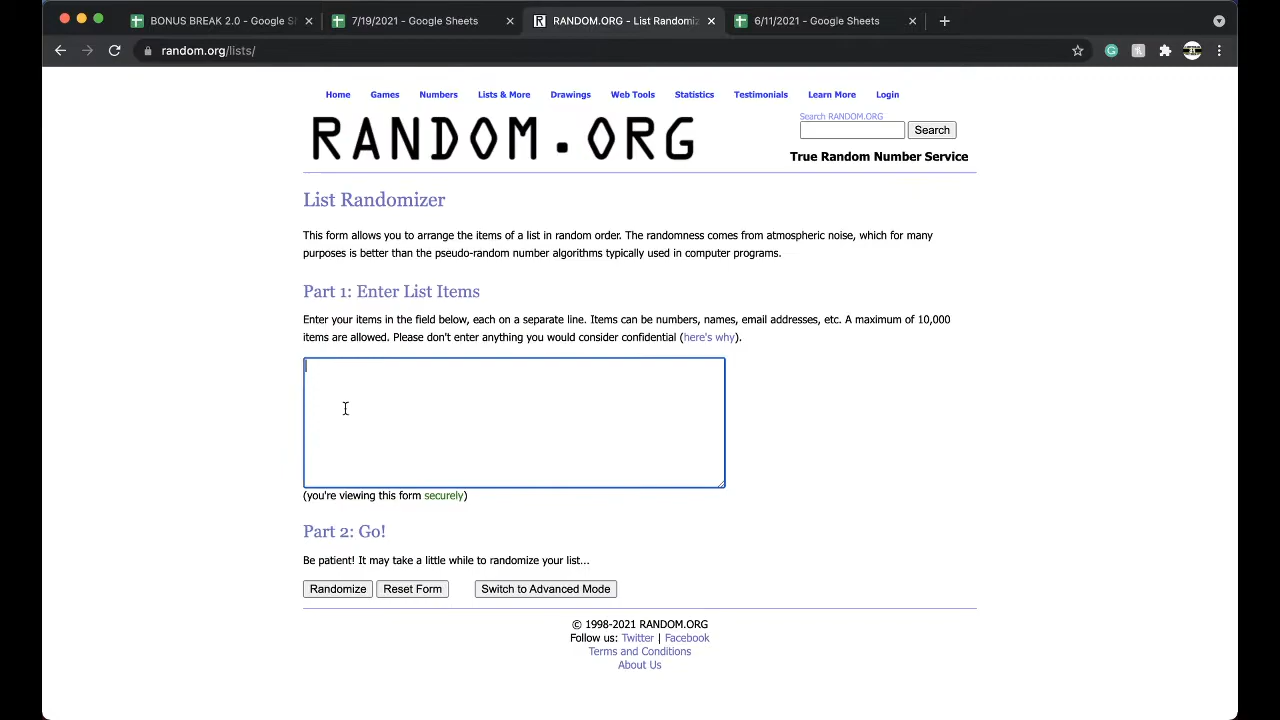 BONUS BREAK 2.0 - Google S
7/19/2021 - Google Sheets
RANDOM.ORG - List Randomiz
6/11/2021 - Google Sheets
random.org/lists/
Home Games Numbers Lists & More Drawings Web Tools Statistics Testimonials Learn More Login
RANDOM.ORG
Search RANDOM.ORG
Search
True Random Number Service
List Randomizer
This form allows you to arrange the items of a list in random order. The randomness comes from atmospheric noise, which for many
purposes is better than the pseudo-random number algorithms typically used in computer programs.
Part 1: Enter List Items
Enter your items in the field below, each on a separate line. Items can be numbers, names, email addresses, etc. A maximum of 10,000
items are allowed. Please don't enter anything you would consider confidential (here's why).
(you're viewing this form securely)
Part 2: Go!
Be patient! It may take a little while to randomize your list...
Randomize Reset Form Switch to Advanced Mode
© 1998-2021 RANDOM.ORG
Follow us: Twitter | Facebook
Terms and Conditions
About Us